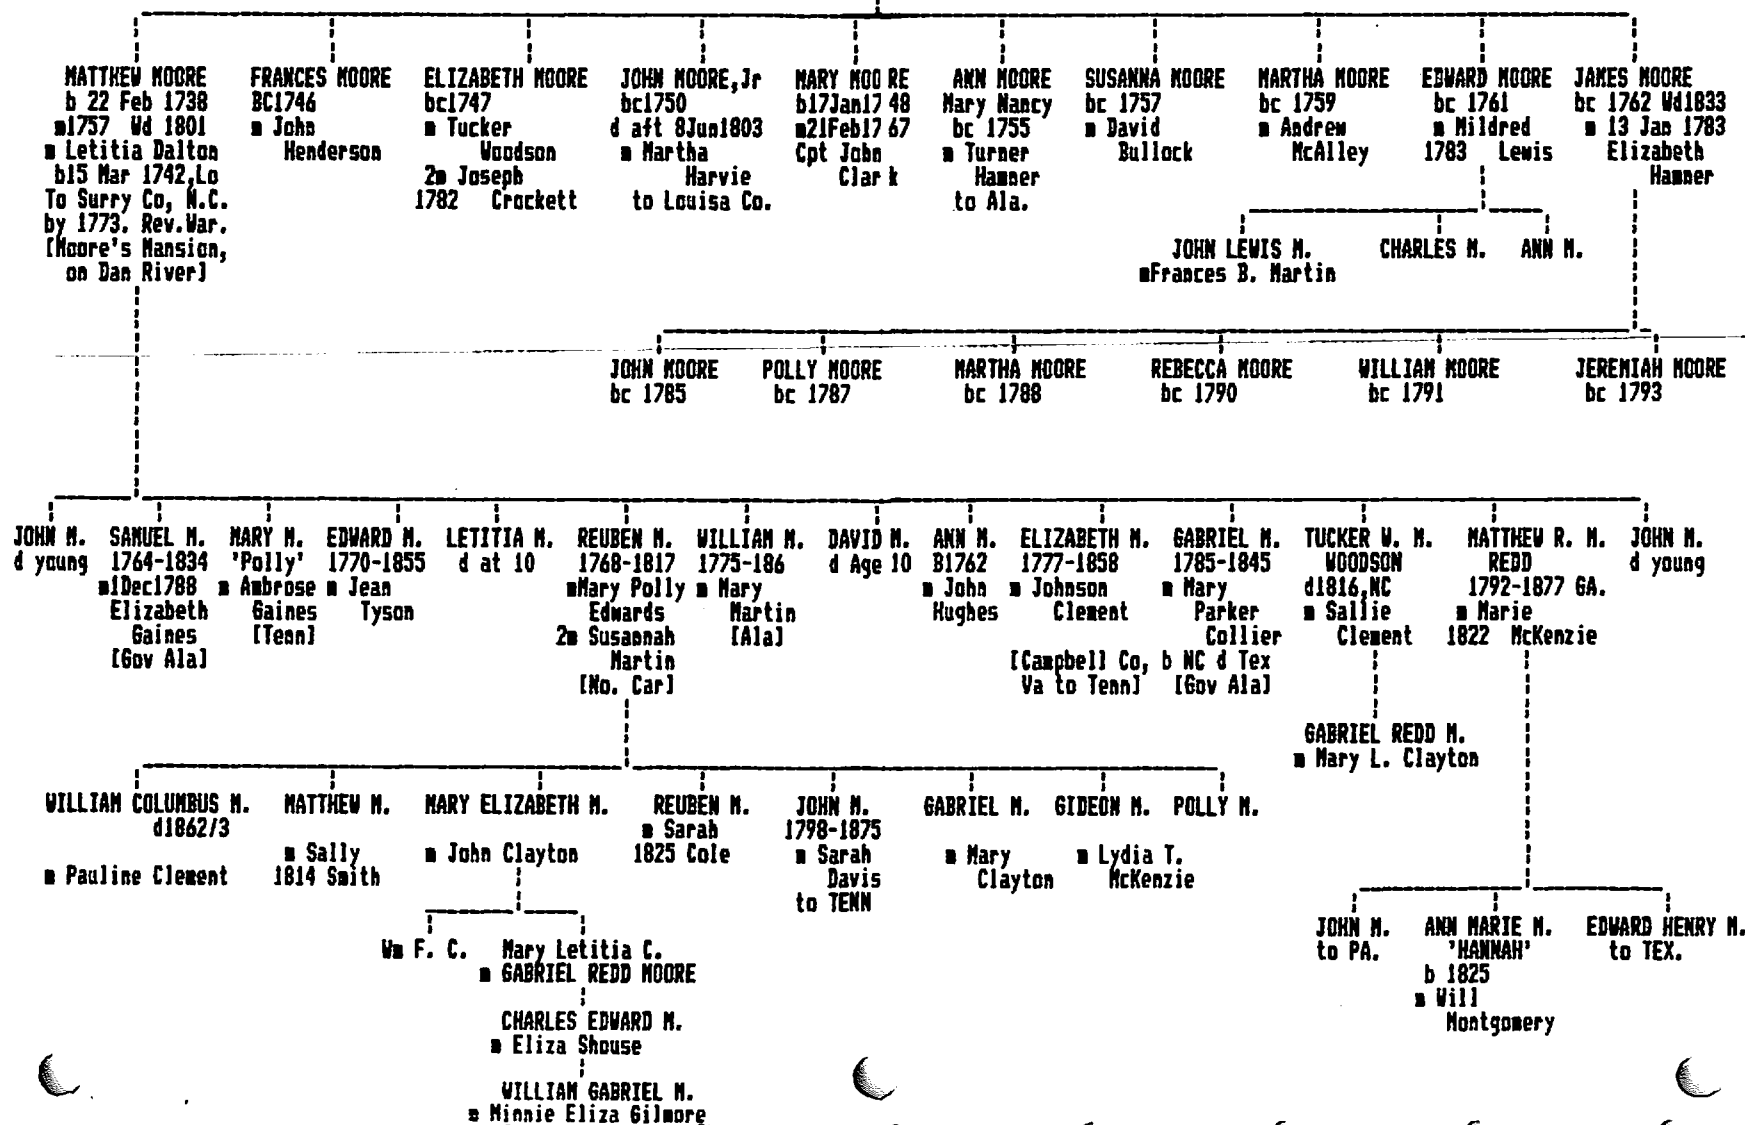 MATTHEW MOORE
b 22 Feb 1738
m1757 Wd 1801
m Letitia Dalton
b15 Mar 1742,Lo
To Surry Co, N.C.
by 1773. Rev.War.
[Moore's Mansion,
on Dan River]
FRANCES MOORE
BC1746
m John
Henderson
ELIZABETH MOORE
bc1747
m Tucker
Woodson
2m Joseph
1782 Crockett
JOHN MOORE,Jr
bc1750
d aft 8Jun1803
m Martha
Harvie
to Louisa Co.
MARY MOO RE
b17Jan17 48
m21Feb17 67
Cpt John
Clar k
ANN MOORE
Mary Nancy
bc 1755
m Turner
Hamner
to Ala.
SUSANNA MOORE
bc 1757
m David
Bullock
MARTHA MOORE
bc 1759
m Andrew
McAlley
EDWARD MOORE
bc 1761
m Mildred
1783 Lewis
JAMES MOORE
bc 1762 Wd1833
m 13 Jan 1783
Elizabeth
Hamner
JOHN LEWIS M.
mFrances B. Martin
CHARLES M.
ANN M.
JOHN MOORE
bc 1785
POLLY MOORE
bc 1787
MARTHA MOORE
bc 1788
REBECCA MOORE
bc 1790
WILLIAM MOORE
bc 1791
JEREMIAH MOORE
bc 1793
JOHN M.
d young
SAMUEL M.
1764-1834
m1Dec1788
Elizabeth
Gaines
[Gov Ala]
MARY M.
'Polly'
m Ambrose
Gaines
[Tenn]
EDWARD M.
1770-1855
m Jean
Tyson
LETITIA M.
d at 10
REUBEN M.
1768-1817
mMary Polly
Edwards
2m Susannah
Martin
[No. Car]
WILLIAM M.
1775-186
m Mary
Martin
[Ala]
DAVID M.
d Age 10
ANN M.
B1762
m John
Hughes
ELIZABETH M.
1777-1858
m Johnson
Clement
[Campbell Co,
Va to Tenn]
GABRIEL M.
1785-1845
m Mary
Parker
Collier
b NC d Tex
[Gov Ala]
TUCKER W. M.
WOODSON
d1816,NC
m Sallie
Clement
MATTHEW R. M.
REDD
1792-1877 GA.
m Marie
1822 McKenzie
JOHN M.
d young
GABRIEL REDD M.
m Mary L. Clayton
WILLIAM COLUMBUS M.
d1862/3
m Pauline Clement
MATTHEW M.
m Sally
1814 Smith
MARY ELIZABETH M.
m John Clayton
REUBEN M.
m Sarah
1825 Cole
JOHN M.
1798-1875
m Sarah
Davis
to TENN
GABRIEL M.
m Mary
Clayton
GIDEON M.
m Lydia T.
McKenzie
POLLY M.
JOHN M.
to PA.
ANN MARIE M.
'HANNAH'
b 1825
m Will
Montgomery
EDWARD HENRY M.
to TEX.
Wm F. C.
Mary Letitia C.
m GABRIEL REDD MOORE
CHARLES EDWARD M.
m Eliza Shouse
WILLIAM GABRIEL M.
m Minnie Eliza Gilmore